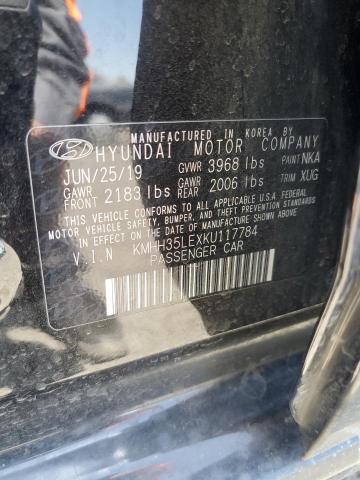 MANUFACTURED IN KOREA BY
HYUNDAI MOTOR COMPANY
JUN/25/19 GVWR 3968 lbs PAINT NKA
GAWR FRONT 2183 lbs GAWR REAR 2006 lbs TRIM XUG
THIS VEHICLE CONFORMS TO ALL APPLICABLE U.S.A. FEDERAL
MOTOR VEHICLE SAFETY, BUMPER, AND THEFT PREVENTION STANDARDS
IN EFFECT ON THE DATE OF MANUFACTURE SHOWN ABOVE.
V.I.N KMHH35LEXKU117784
PASSENGER CAR